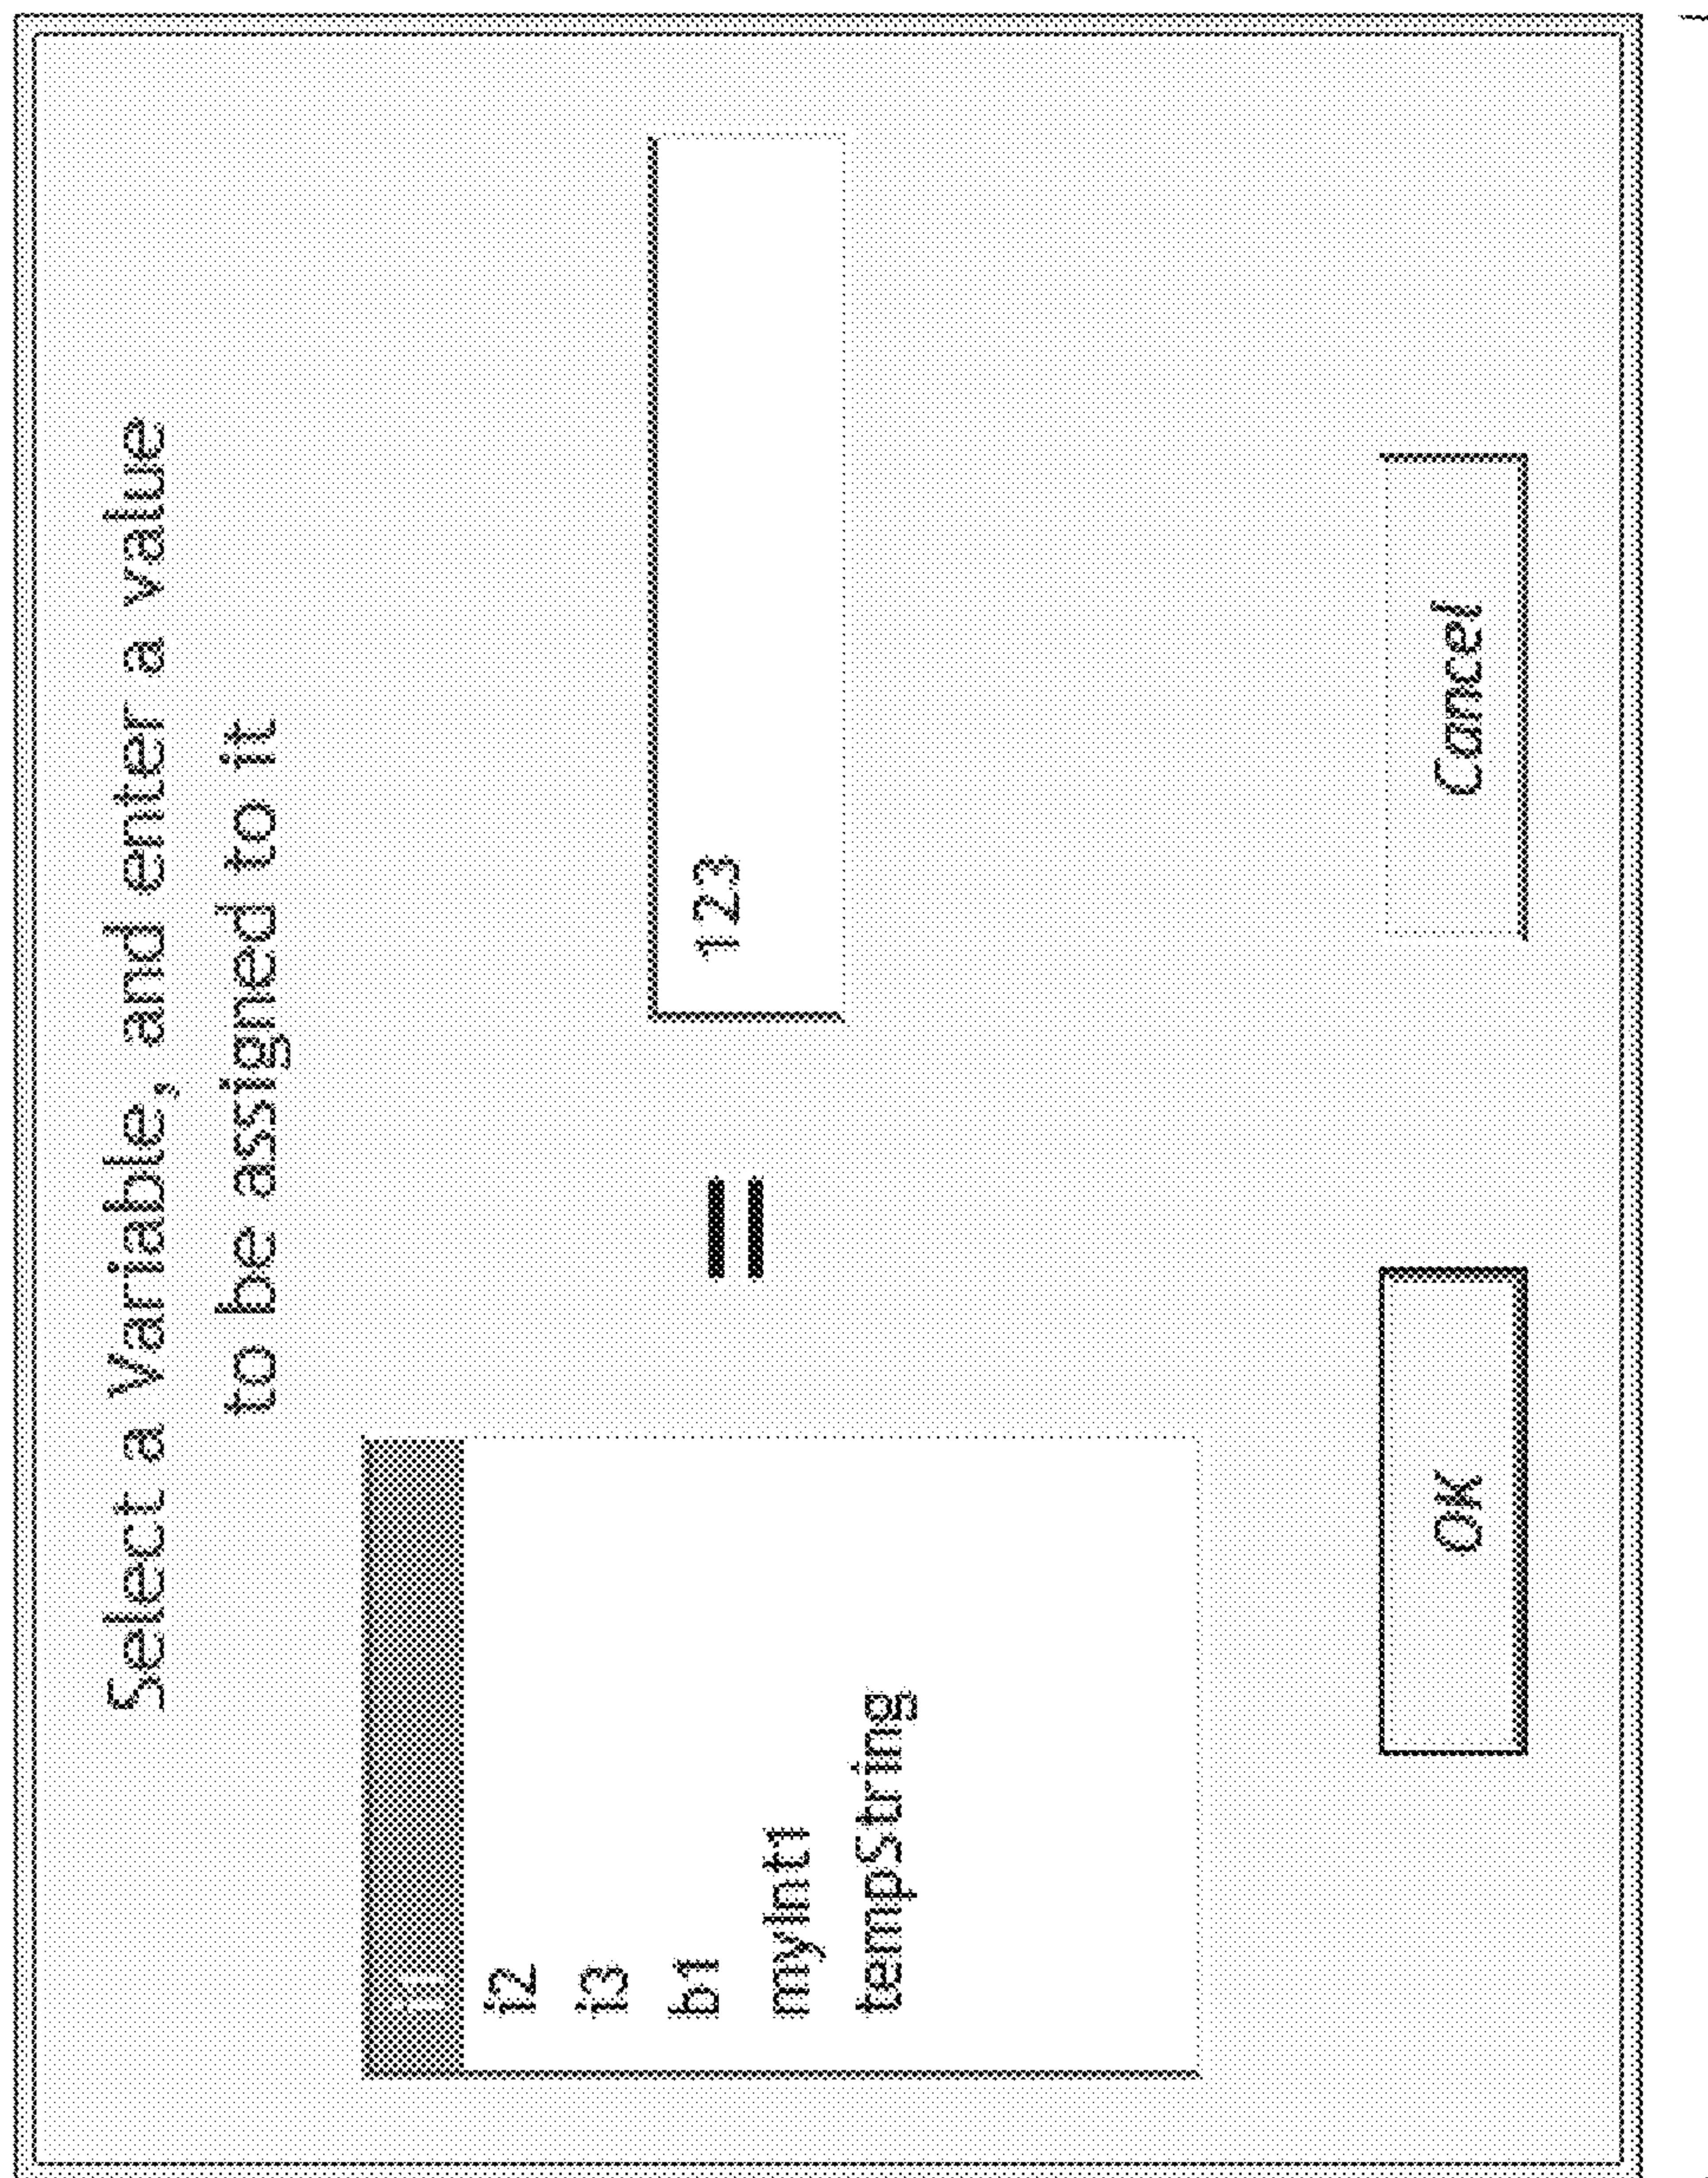 Select a Variable, and enter a value
to be assigned to it
i1
i2
i3
b1
myInt1
tempString
=
123
OK
Cancel